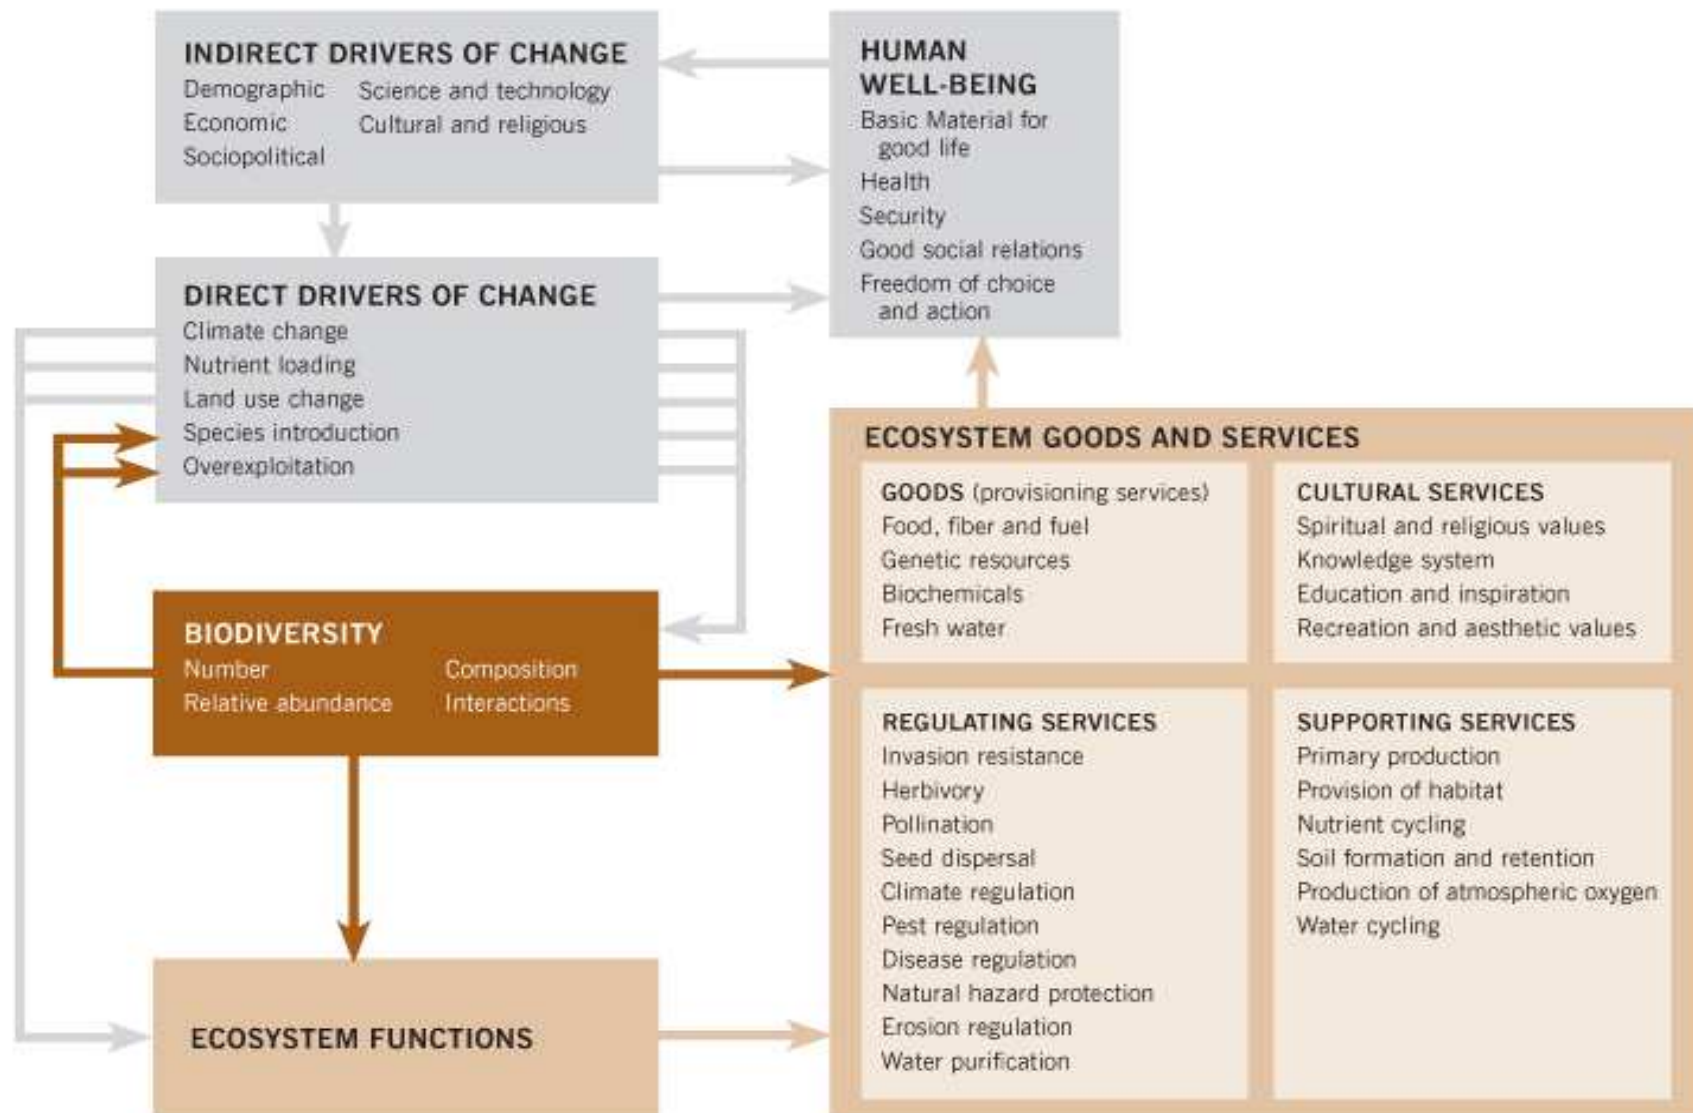 INDIRECT DRIVERS OF CHANGE
Demographic
Economic
Sociopolitical
Science and technology
Cultural and religious
HUMAN
WELL-BEING
Basic Material for
good life
Health
Security
Good social relations
Freedom of choice
and action
DIRECT DRIVERS OF CHANGE
Climate change
Nutrient loading
Land use change
Species introduction
Overexploitation
BIODIVERSITY
Number
Relative abundance
Composition
Interactions
ECOSYSTEM FUNCTIONS
ECOSYSTEM GOODS AND SERVICES
GOODS (provisioning services)
Food, fiber and fuel
Genetic resources
Biochemicals
Fresh water
CULTURAL SERVICES
Spiritual and religious values
Knowledge system
Education and inspiration
Recreation and aesthetic values
REGULATING SERVICES
Invasion resistance
Herbivory
Pollination
Seed dispersal
Climate regulation
Pest regulation
Disease regulation
Natural hazard protection
Erosion regulation
Water purification
SUPPORTING SERVICES
Primary production
Provision of habitat
Nutrient cycling
Soil formation and retention
Production of atmospheric oxygen
Water cycling